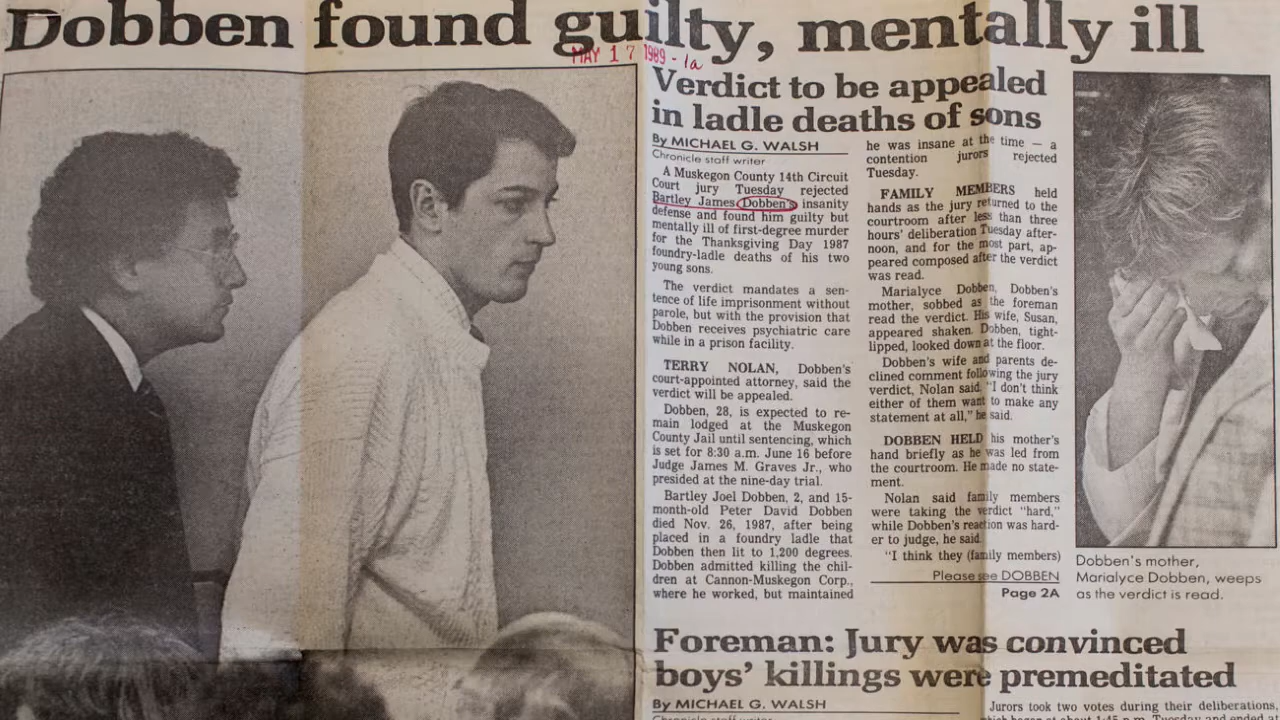 Dobben found guilty, mentally ill
MAY 17 1989 - 1a
Verdict to be appealed
in ladle deaths of sons
By MICHAEL G. WALSH
Chronicle staff writer
A Muskegon County 14th Circuit
Court jury Tuesday rejected
Bartley James Dobben's insanity
defense and found him guilty but
mentally ill of first-degree murder
for the Thanksgiving Day 1987
foundry-ladle deaths of his two
young sons.
The verdict mandates a sen-
tence of life imprisonment without
parole, but with the provision that
Dobben receives psychiatric care
while in a prison facility.
TERRY NOLAN, Dobben's
court-appointed attorney, said the
verdict will be appealed.
Dobben, 28, is expected to re-
main lodged at the Muskegon
County Jail until sentencing, which
is set for 8:30 a.m. June 16 before
Judge James M. Graves Jr., who
presided at the nine-day trial.
Bartley Joel Dobben, 2, and 15-
month-old Peter David Dobben
died Nov. 26, 1987, after being
placed in a foundry ladle that
Dobben then lit to 1,200 degrees.
Dobben admitted killing the chil-
dren at Cannon-Muskegon Corp.,
where he worked, but maintained
he was insane at the time — a
contention jurors rejected
Tuesday.
FAMILY MEMBERS held
hands as the jury returned to the
courtroom after less than three
hours' deliberation Tuesday after-
noon, and for the most part, ap-
peared composed after the verdict
was read.
Marialyce Dobben, Dobben's
mother, sobbed as the foreman
read the verdict. His wife, Susan,
appeared shaken. Dobben, tight-
lipped, looked down at the floor.
Dobben's wife and parents de-
clined comment following the jury
verdict, Nolan said. "I don't think
either of them want to make any
statement at all," he said.
DOBBEN HELD his mother's
hand briefly as he was led from
the courtroom. He made no state-
ment.
Nolan said family members
were taking the verdict "hard,"
while Dobben's reaction was hard-
er to judge, he said.
"I think they (family members)
Please see DOBBEN
Page 2A
Dobben's mother,
Marialyce Dobben, weeps
as the verdict is read.
Foreman: Jury was convinced
boys' killings were premeditated
By MICHAEL G. WALSH
Chronicle staff writer
Jurors took two votes during their deliberations,
which began at about 1:45 p.m. Tuesday and ended at